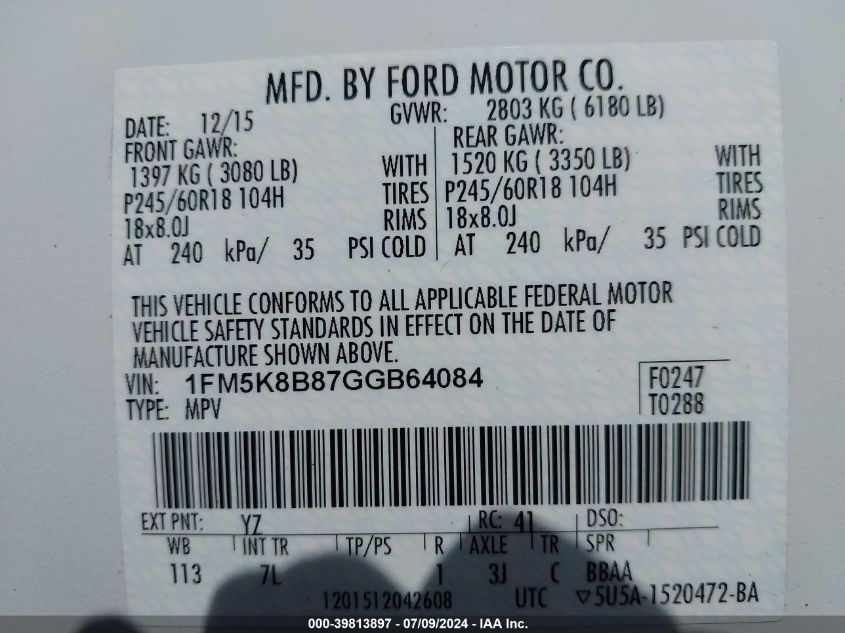 MFD. BY FORD MOTOR CO.
DATE: 12/15 GVWR: 2803 KG ( 6180 LB)
FRONT GAWR: REAR GAWR:
1397 KG ( 3080 LB) WITH 1520 KG ( 3350 LB) WITH
P245/60R18 104H TIRES P245/60R18 104H TIRES
18x8.0J RIMS 18x8.0J RIMS
AT 240 kPa/ 35 PSI COLD AT 240 kPa/ 35 PSI COLD
THIS VEHICLE CONFORMS TO ALL APPLICABLE FEDERAL MOTOR
VEHICLE SAFETY STANDARDS IN EFFECT ON THE DATE OF
MANUFACTURE SHOWN ABOVE.
VIN: 1FM5K8B87GGB64084 F0247
TYPE: MPV T0288
EXT PNT: YZ RC: 41 DSO:
WB INT TR TP/PS R AXLE TR SPR
113 7L 1 3J C BBAA
1201512042608 UTC ▽5U5A-1520472-BA
000-39813897 - 07/09/2024 - IAA Inc.